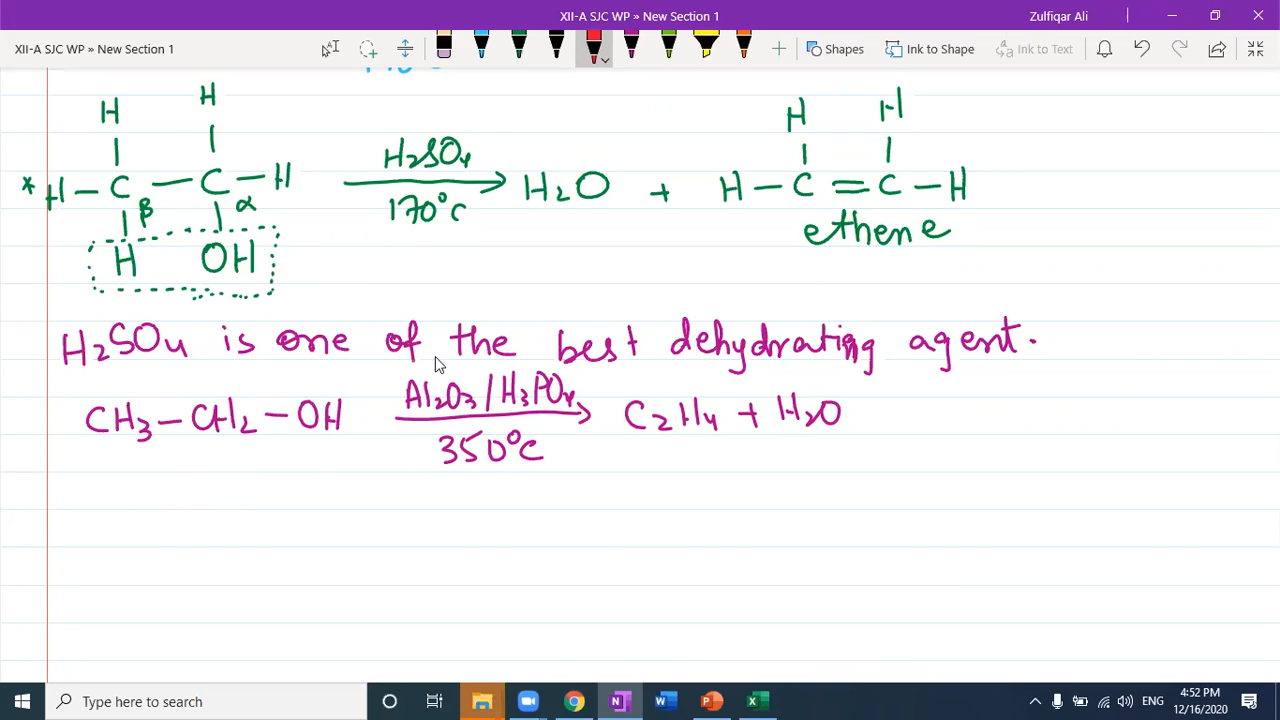 XII-A SJC WP » New Section 1
Zulfiqar Ali
XII-A SJC WP » New Section 1
Shapes
Ink to Shape
Ink to Text
H H H H
H2SO4
* H – C – C – H → H2O + H – C = C – H
170°C
β α
ethene
H OH
H2SO4 is one of the best dehydrating agent.
Al2O3 / H3PO4
CH3 – CH2 – OH → C2H4 + H2O
350°C
Type here to search
ENG
4:52 PM
12/16/2020